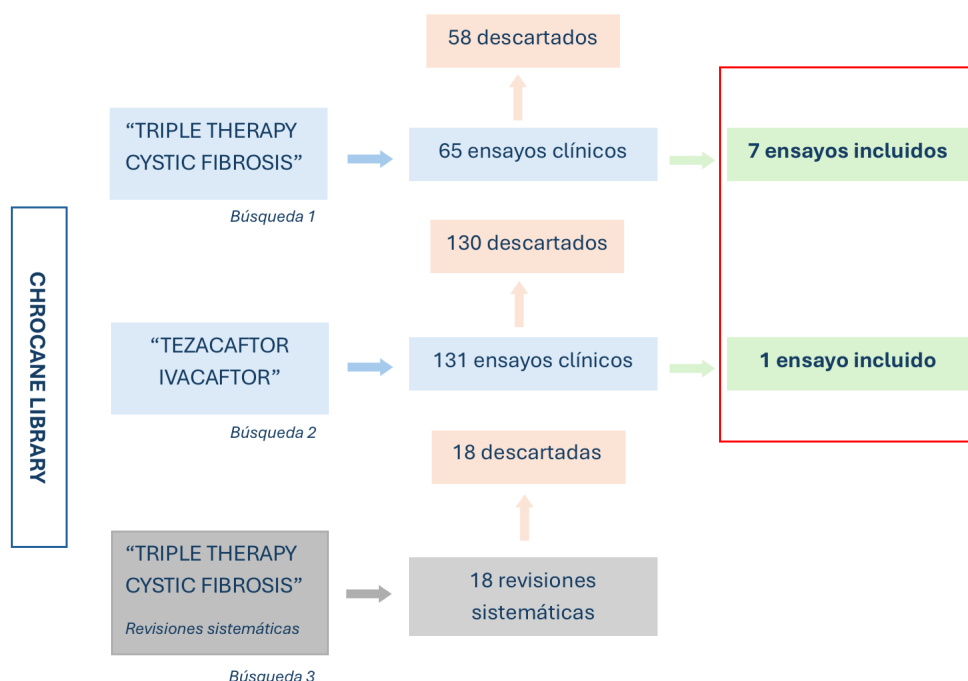 CHROCANE LIBRARY
58 descartados
“TRIPLE THERAPY
CYSTIC FIBROSIS”
65 ensayos clínicos
7 ensayos incluidos
Búsqueda 1
130 descartados
“TEZACAFTOR
IVACAFTOR”
131 ensayos clínicos
1 ensayo incluido
Búsqueda 2
18 descartadas
“TRIPLE THERAPY
CYSTIC FIBROSIS”
Revisiones sistemáticas
18 revisiones
sistemáticas
Búsqueda 3